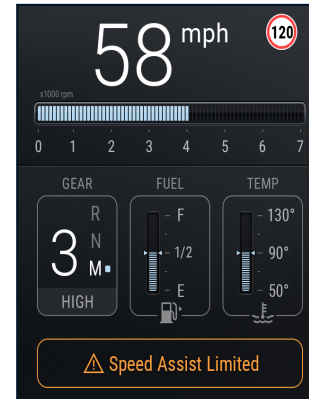 58 mph
120
x1000 rpm
0 1 2 3 4 5 6 7
GEAR FUEL TEMP
R F 130°
3 N 1/2 90°
M E 50°
HIGH
Speed Assist Limited